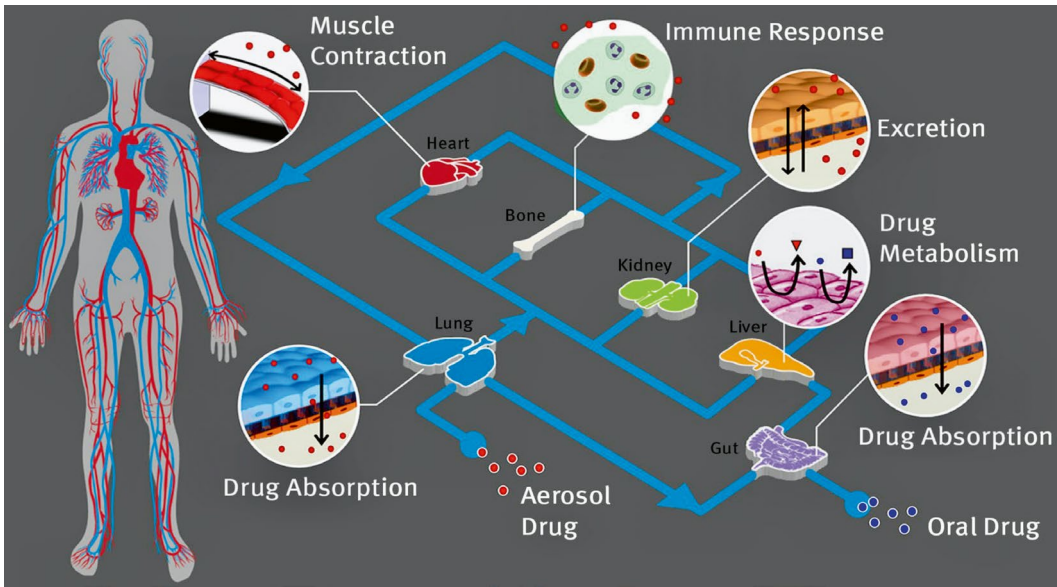 Muscle
Contraction
Immune Response
Excretion
Heart
Bone
Drug
Metabolism
Kidney
Lung
Liver
Gut
Drug Absorption
Drug Absorption
Aerosol
Drug
Oral Drug